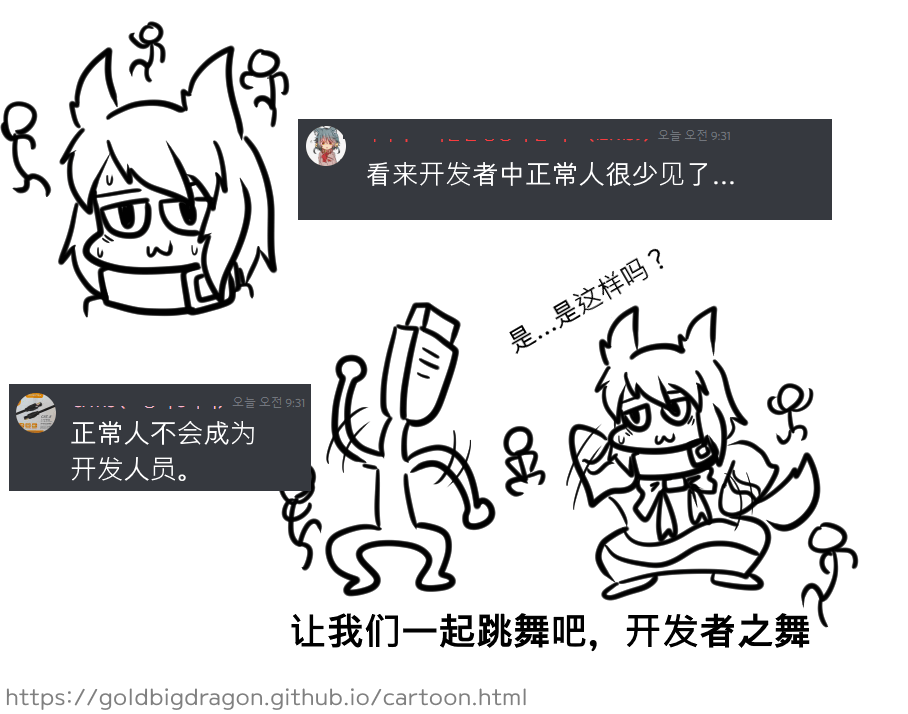 오늘 오전 9:31
看来开发者中正常人很少见了...
是...是这样吗？
오늘 오전 9:31
正常人不会成为
开发人员。
让我们一起跳舞吧，开发者之舞
https://goldbigdragon.github.io/cartoon.html